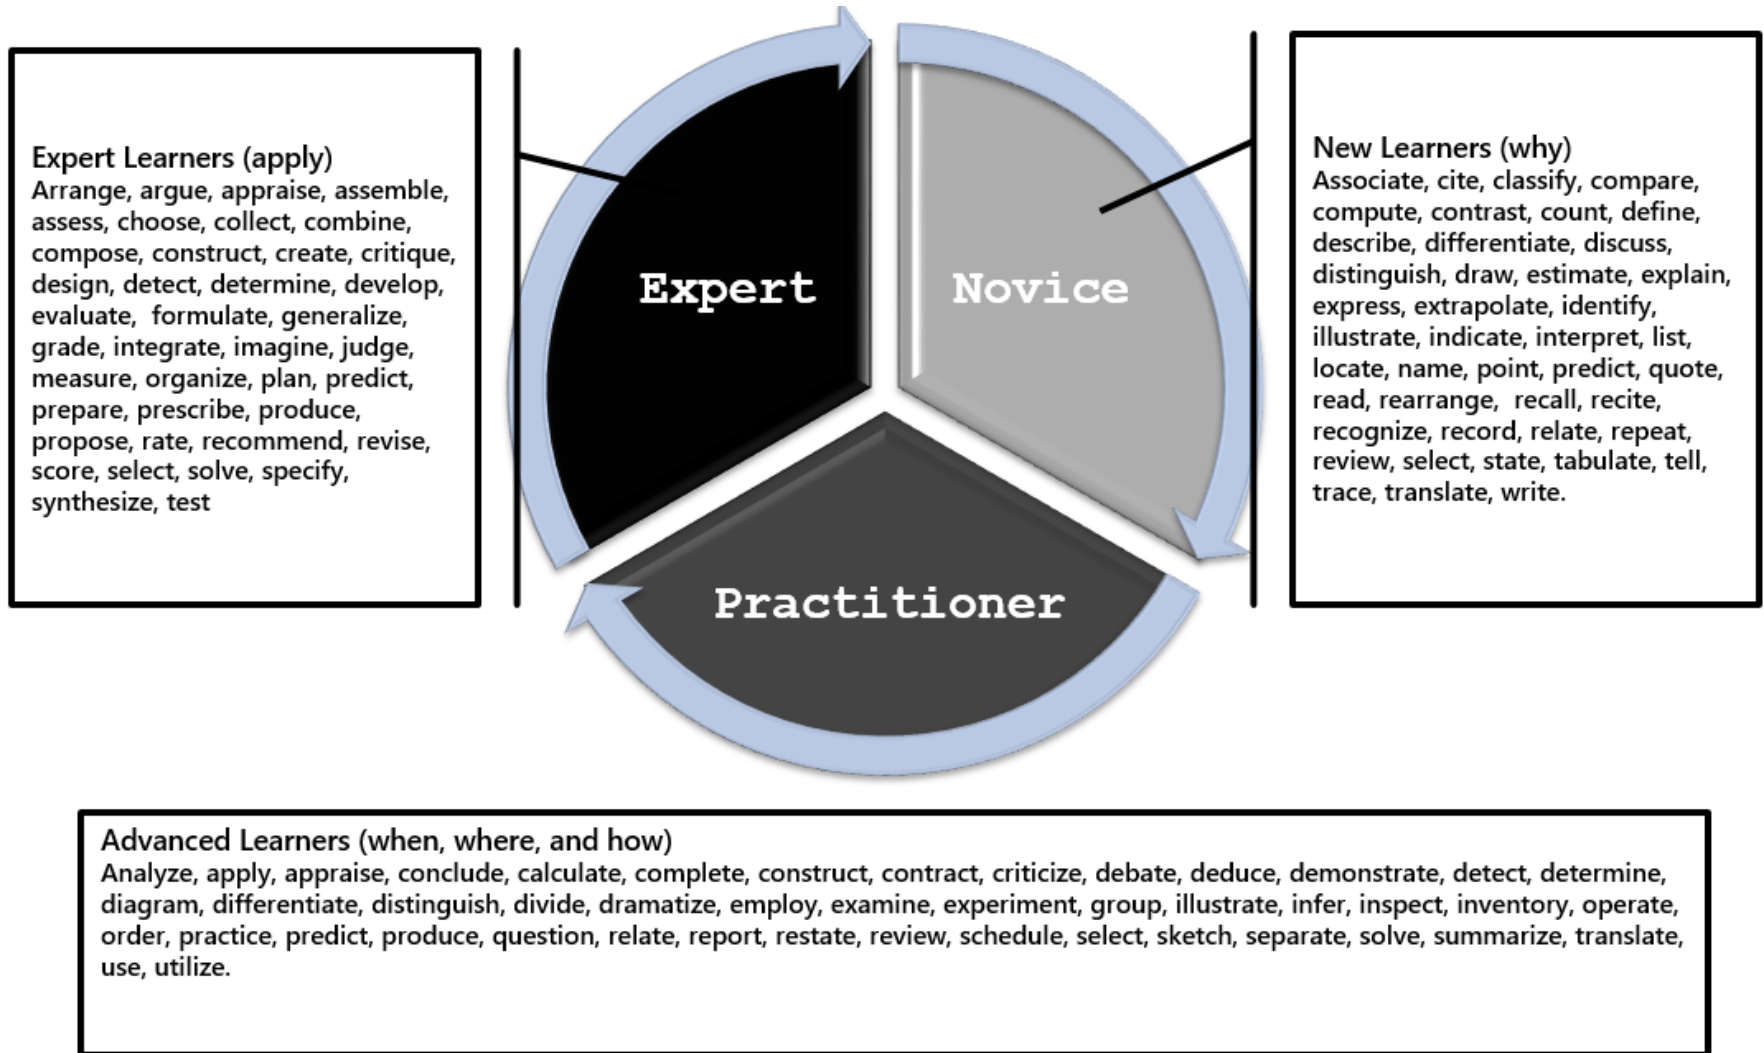 Expert Learners (apply)
Arrange, argue, appraise, assemble,
assess, choose, collect, combine,
compose, construct, create, critique,
design, detect, determine, develop,
evaluate,  formulate, generalize,
grade, integrate, imagine, judge,
measure, organize, plan, predict,
prepare, prescribe, produce,
propose, rate, recommend, revise,
score, select, solve, specify,
synthesize, test
Expert
Novice
Practitioner
New Learners (why)
Associate, cite, classify, compare,
compute, contrast, count, define,
describe, differentiate, discuss,
distinguish, draw, estimate, explain,
express, extrapolate, identify,
illustrate, indicate, interpret, list,
locate, name, point, predict, quote,
read, rearrange,  recall, recite,
recognize, record, relate, repeat,
review, select, state, tabulate, tell,
trace, translate, write.
Advanced Learners (when, where, and how)
Analyze, apply, appraise, conclude, calculate, complete, construct, contract, criticize, debate, deduce, demonstrate, detect, determine,
diagram, differentiate, distinguish, divide, dramatize, employ, examine, experiment, group, illustrate, infer, inspect, inventory, operate,
order, practice, predict, produce, question, relate, report, restate, review, schedule, select, sketch, separate, solve, summarize, translate,
use, utilize.